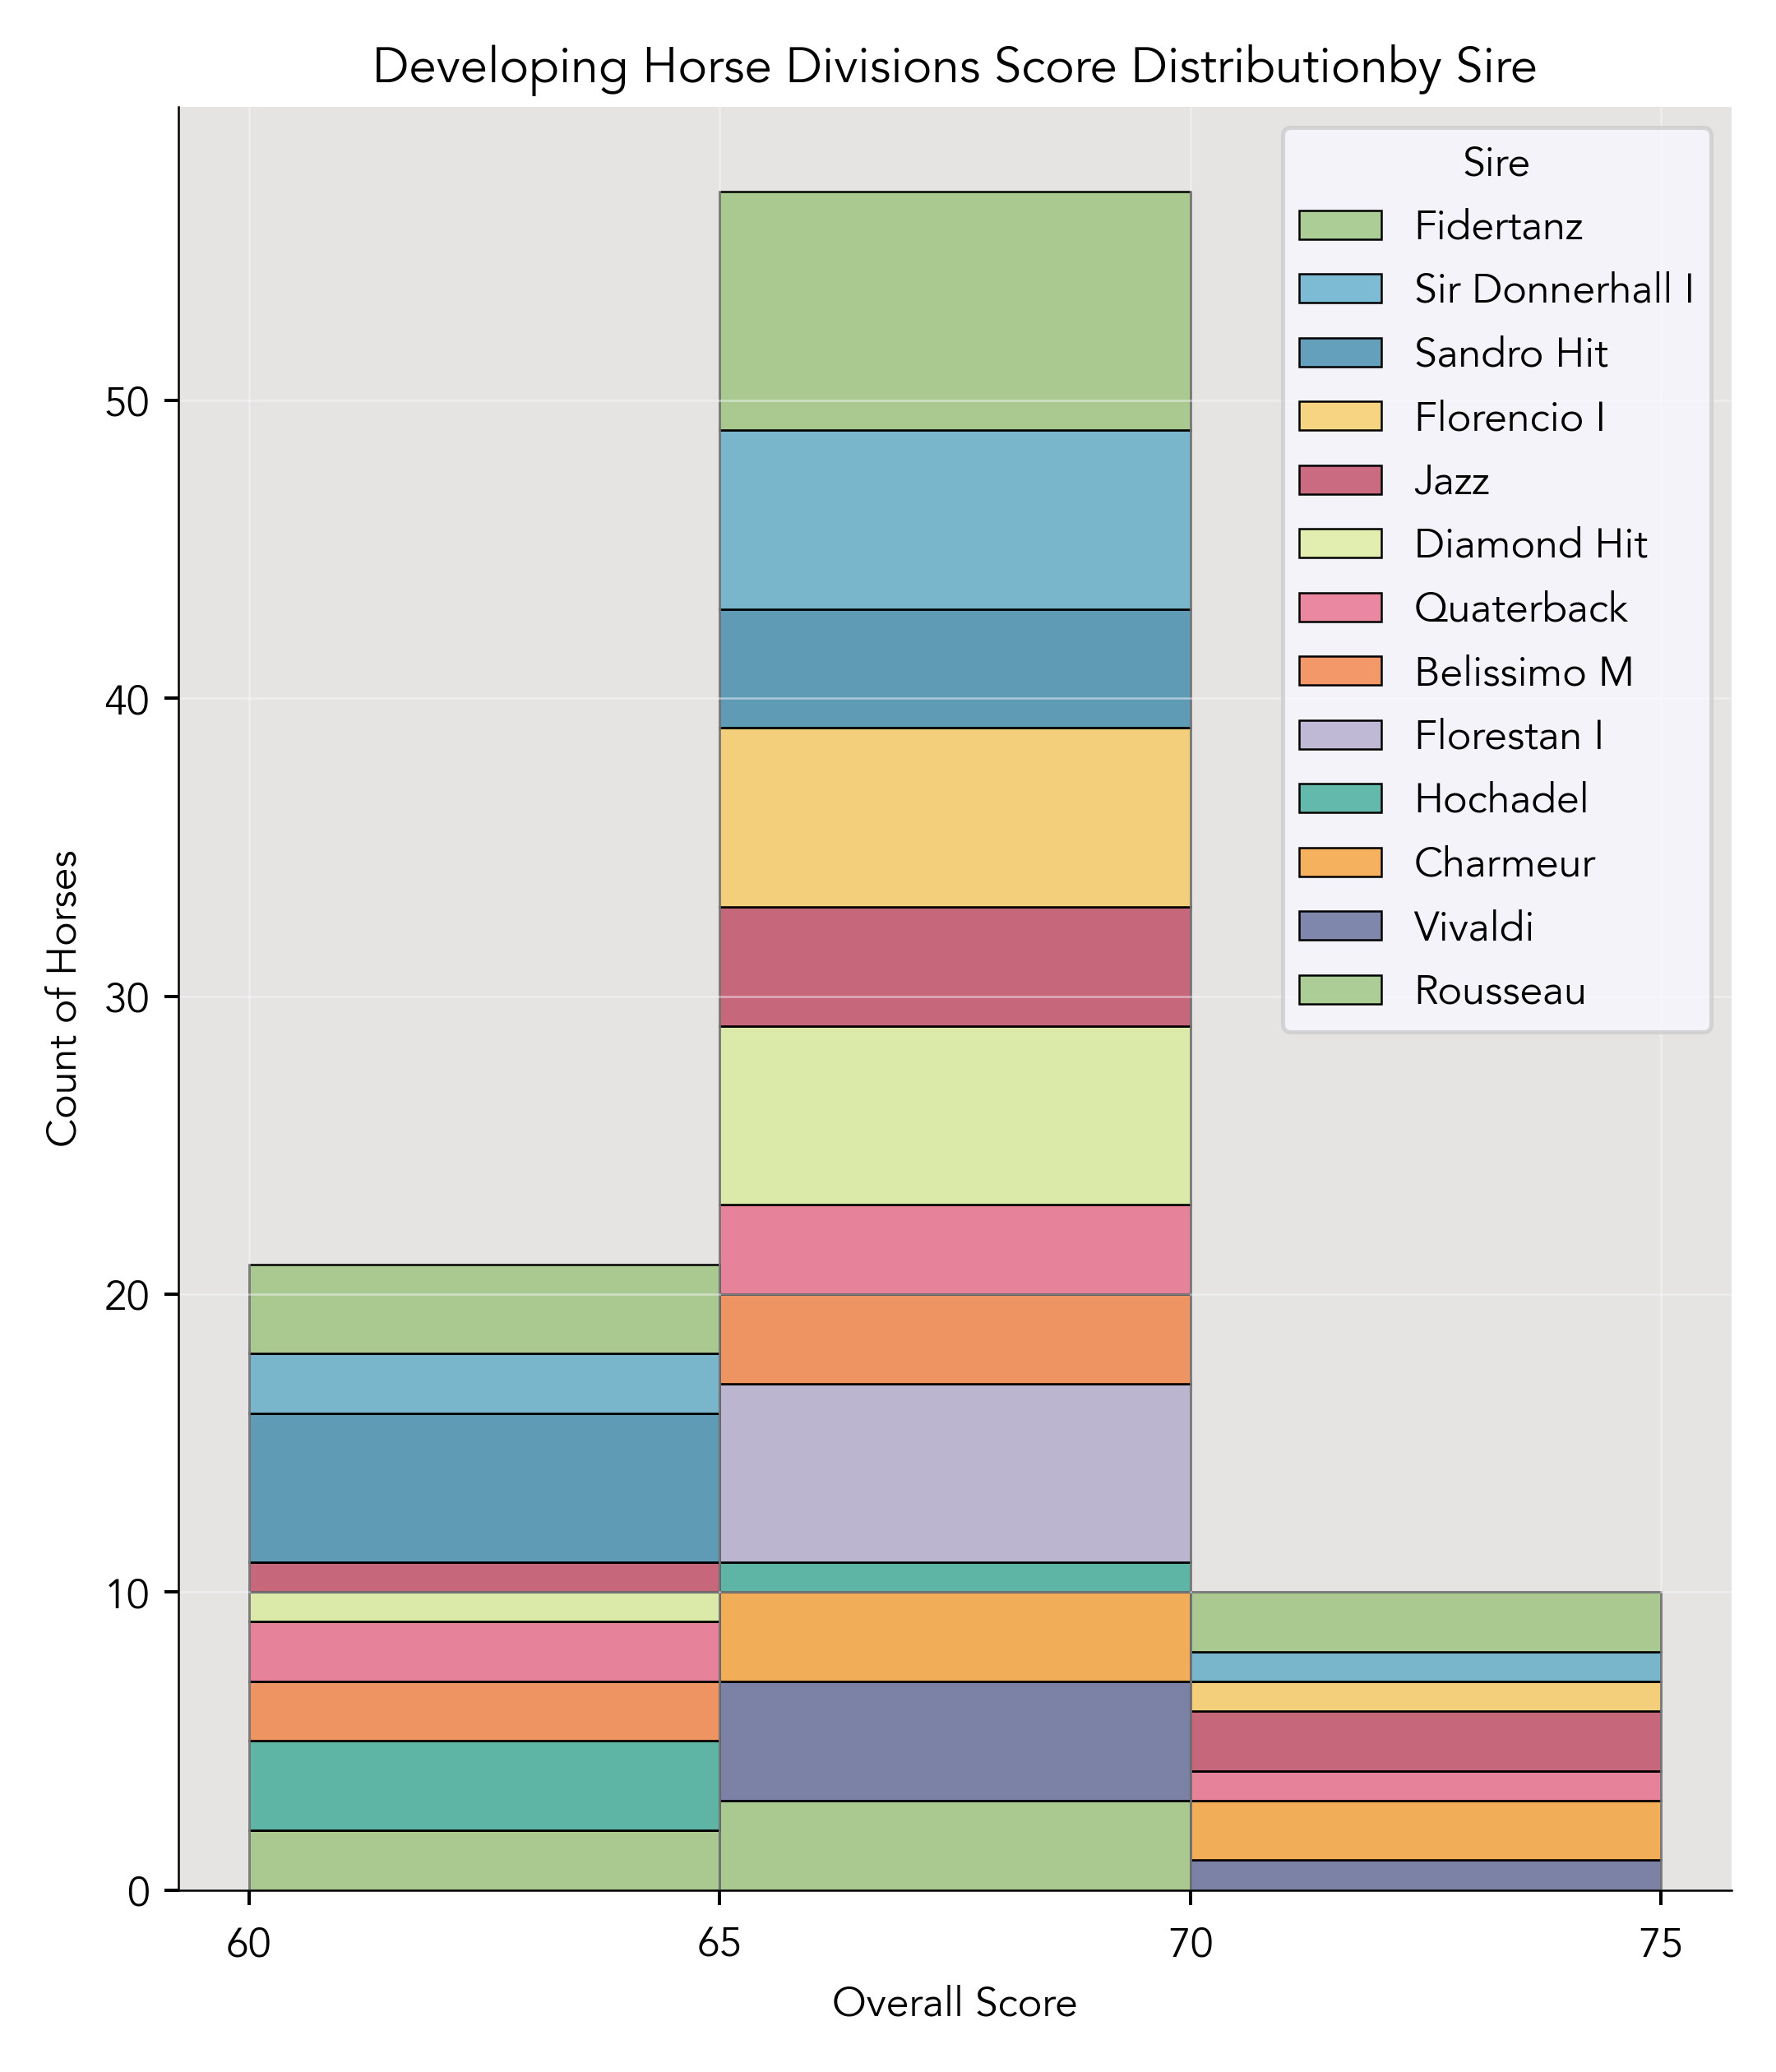 Developing Horse Divisions Score Distributionby Sire
Sire
Fidertanz
Sir Donnerhall I
Sandro Hit
Florencio I
Jazz
Diamond Hit
Quaterback
Belissimo M
Florestan I
Hochadel
Charmeur
Vivaldi
Rousseau
Count of Horses
50
40
30
20
10
0
60 65 70 75
Overall Score